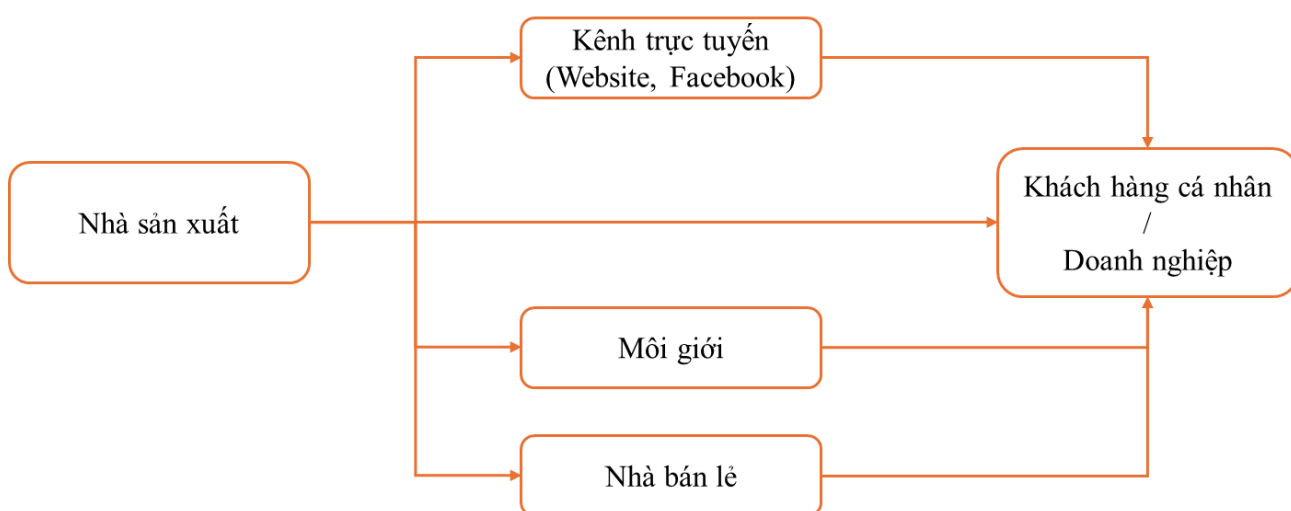 Kênh trực tuyến
(Website, Facebook)
Nhà sản xuất
Khách hàng cá nhân
/
Doanh nghiệp
Môi giới
Nhà bán lẻ